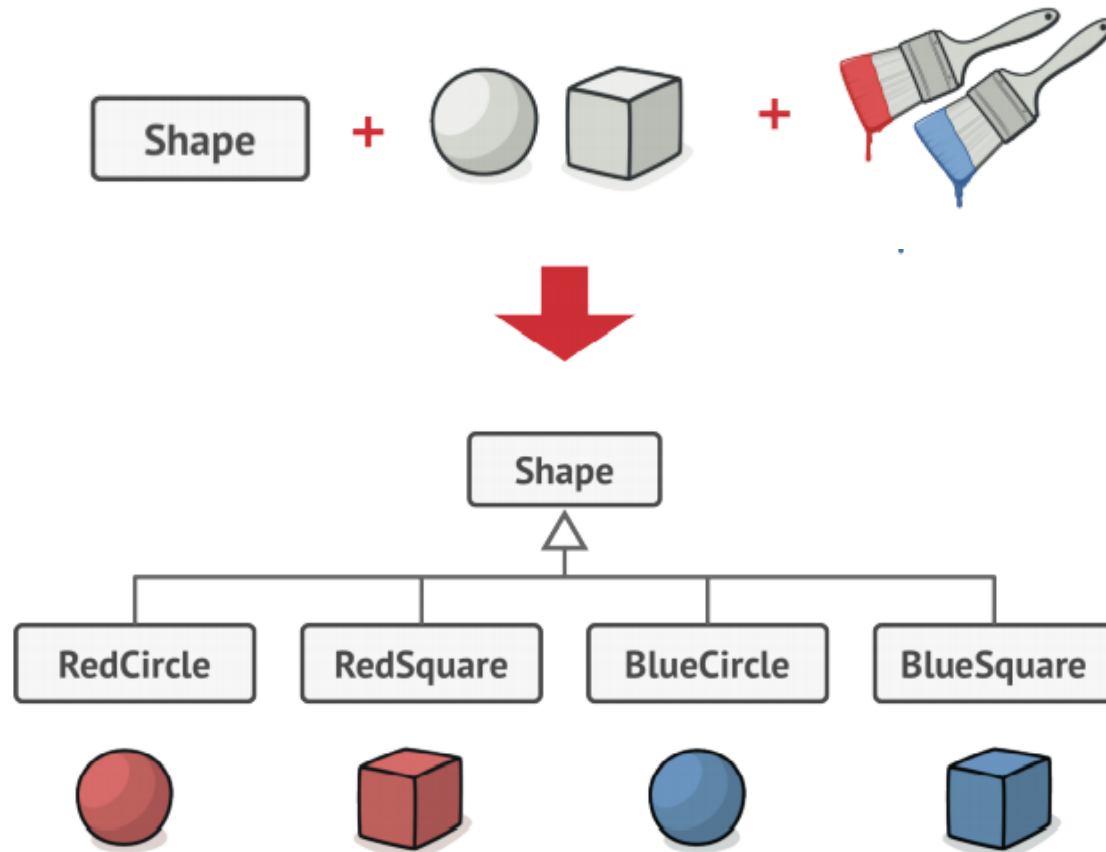 Shape
+
+
Shape
RedCircle
RedSquare
BlueCircle
BlueSquare